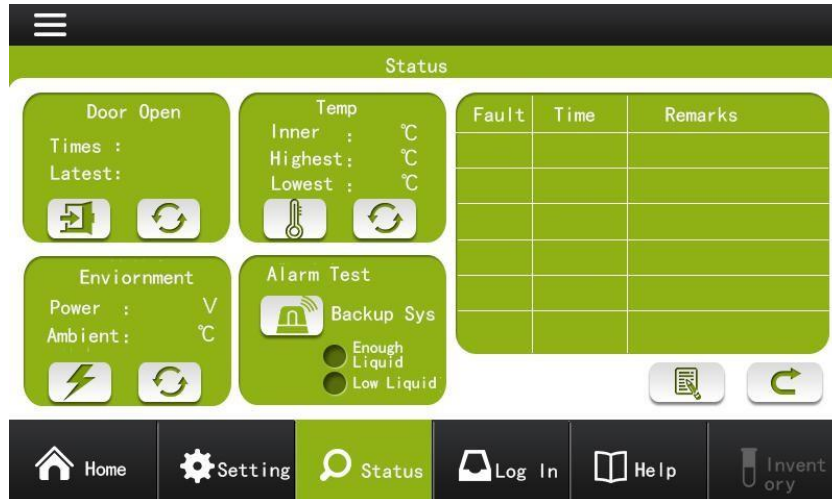 Status
Door Open
Times :
Latest:
Temp
Inner : ℃
Highest: ℃
Lowest : ℃
Fault Time Remarks
Enviornment
Power : V
Ambient: ℃
Alarm Test
Backup Sys
Enough
Liquid
Low Liquid
Home
Setting
Status
Log In
Help
Invent
ory